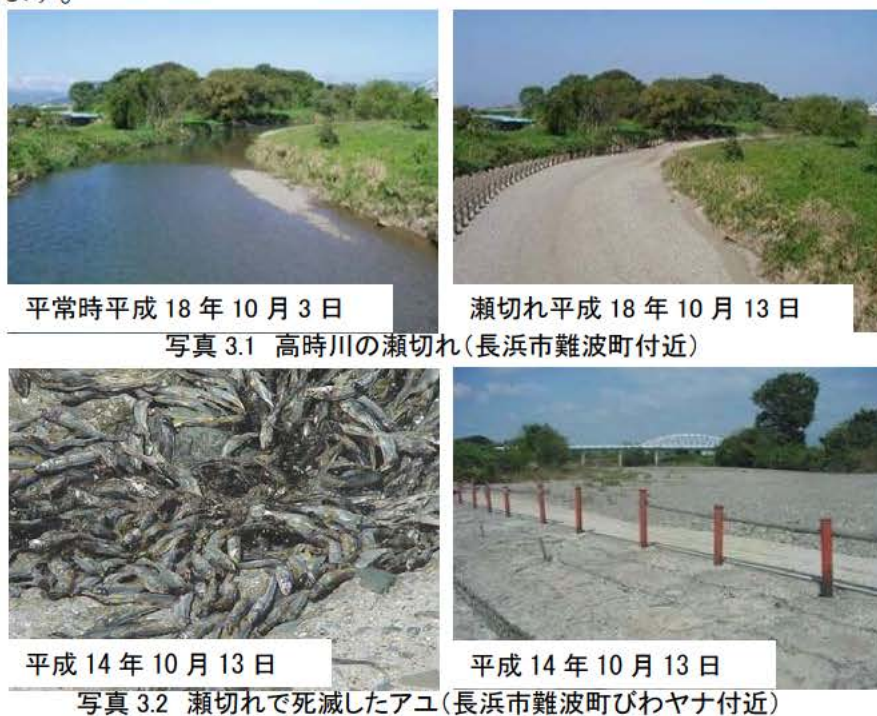 平常時平成 18 年 10 月 3 日
瀬切れ平成 18 年 10 月 13 日
写真 3.1 高時川の瀬切れ(長浜市難波町付近)
平成 14 年 10 月 13 日
平成 14 年 10 月 13 日
写真 3.2 瀬切れで死滅したアユ(長浜市難波町びわヤナ付近)